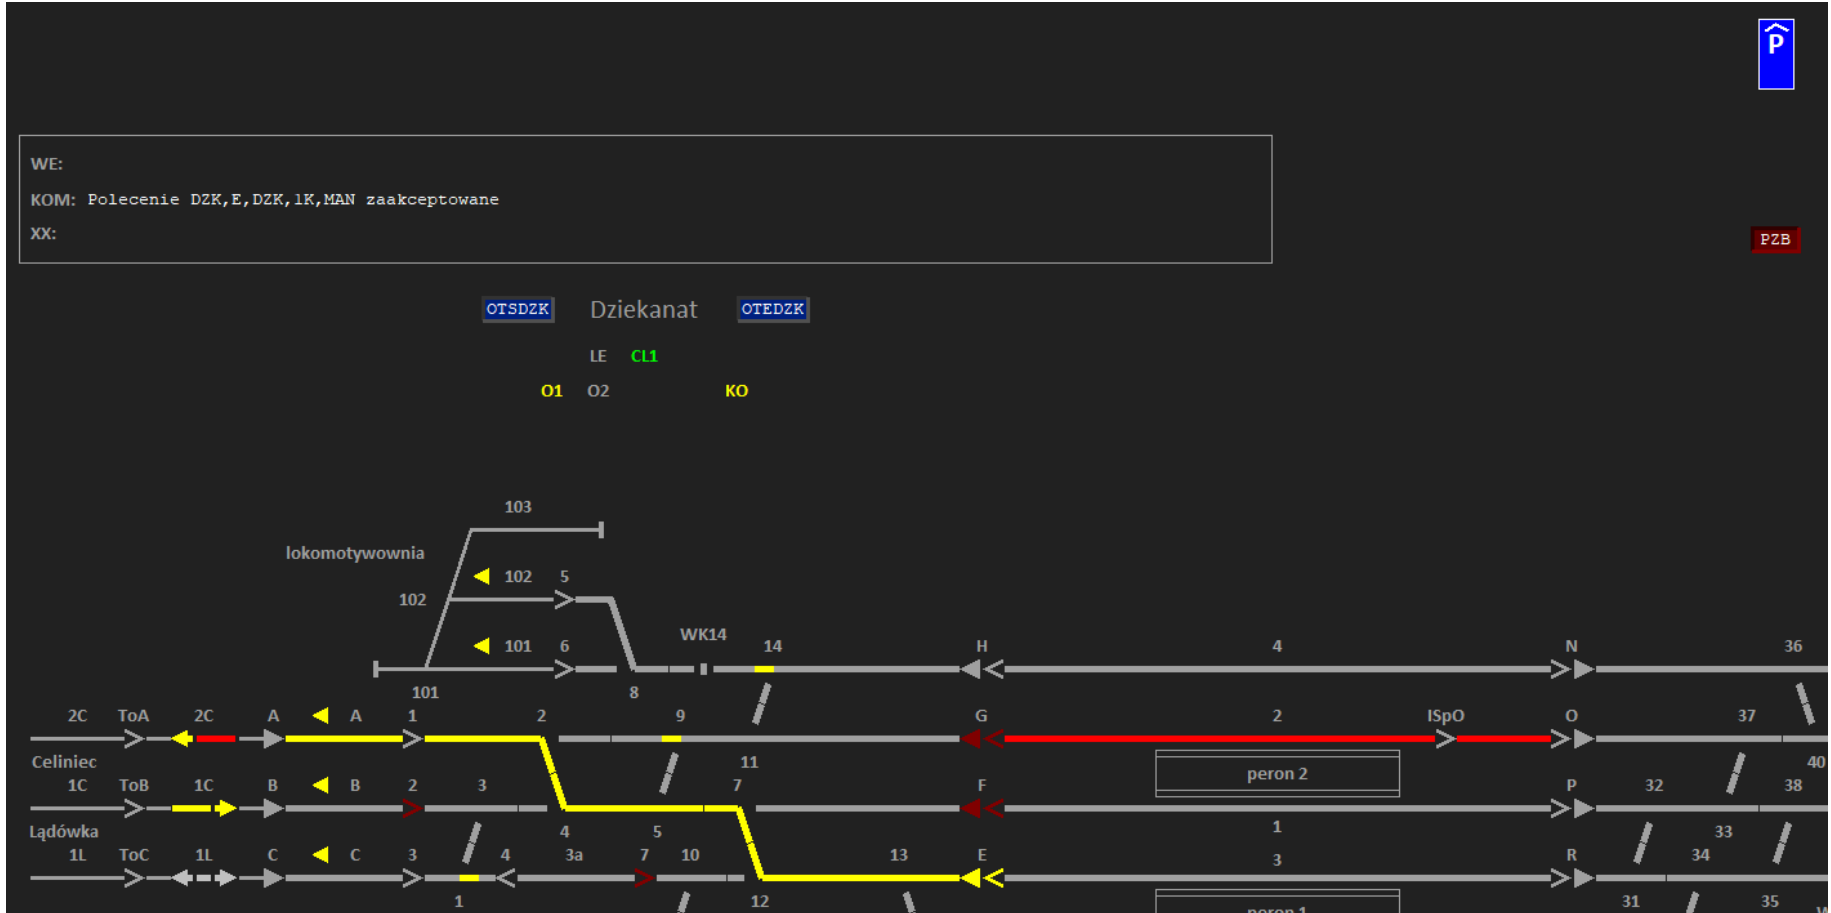 P
WE:
KOM: Polecenie DZK,E,DZK,1K,MAN zaakceptowane
XX:
PZB
OTSDZK Dziekanat OTEDZK
LE CL1
O1 O2 KO
103
lokomotywownia
102 5
102
WK14
101 6 14 H 4 N 36
101 8
2C ToA 2C A A 1 2 9 G 2 ISpO O 37
Celiniec 11 peron 2 40
1C ToB 1C B B 2 3 7 F P 32 38
Lądówka 4 5 1 33
1L ToC 1L C C 3 4 3a 7 10 13 E 3 R 34
1 12 peron 1 31 35